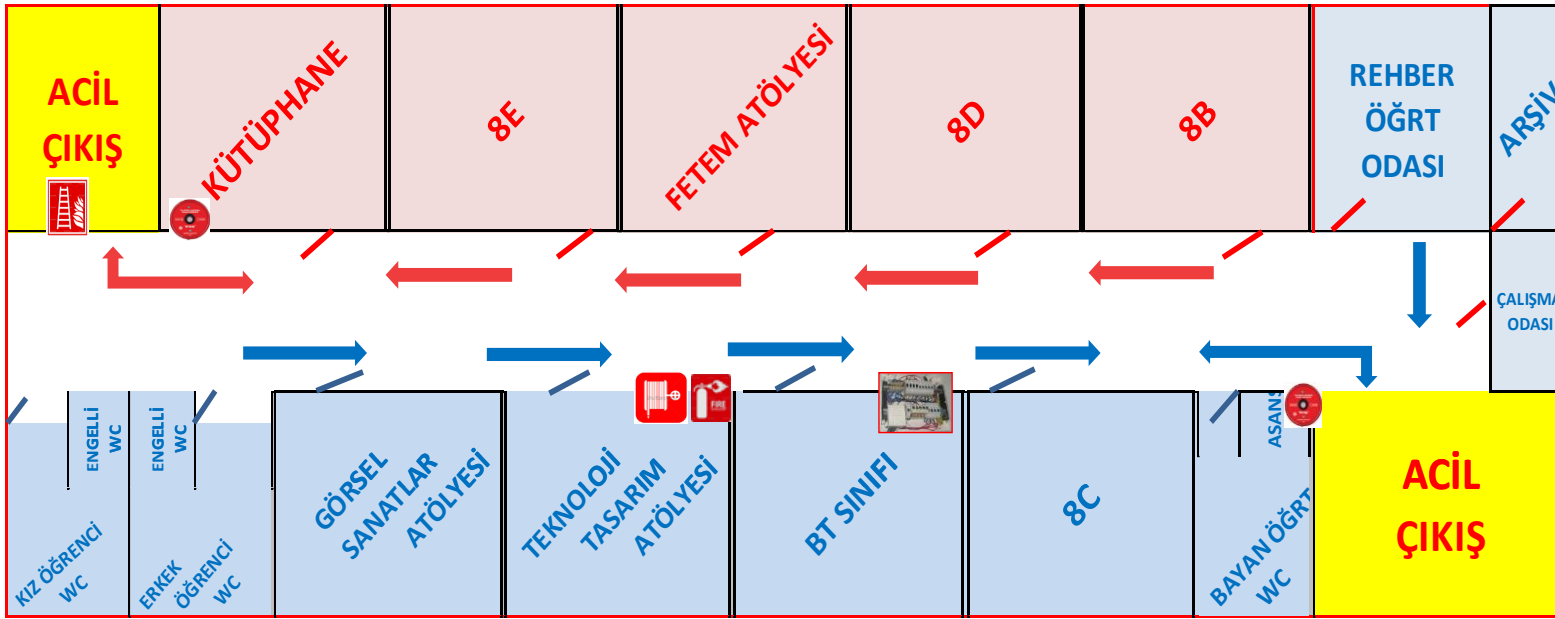 ACİL
ÇIKIŞ
KÜTÜPHANE
8E
FETEM ATÖLYESİ
8D
8B
REHBER
ÖĞRT
ODASI
ARŞİV
ÇALIŞMA
ODASI
ENGELLİ
WC
ENGELLİ
WC
KIZ ÖĞRENCİ
WC
ERKEK
ÖĞRENCİ
WC
GÖRSEL
SANATLAR
ATÖLYESİ
TEKNOLOJİ
TASARIM
ATÖLYESİ
FIRE
BT SINIFI
8C
BAYAN ÖĞRT
WC
ASANS
ACİL
ÇIKIŞ